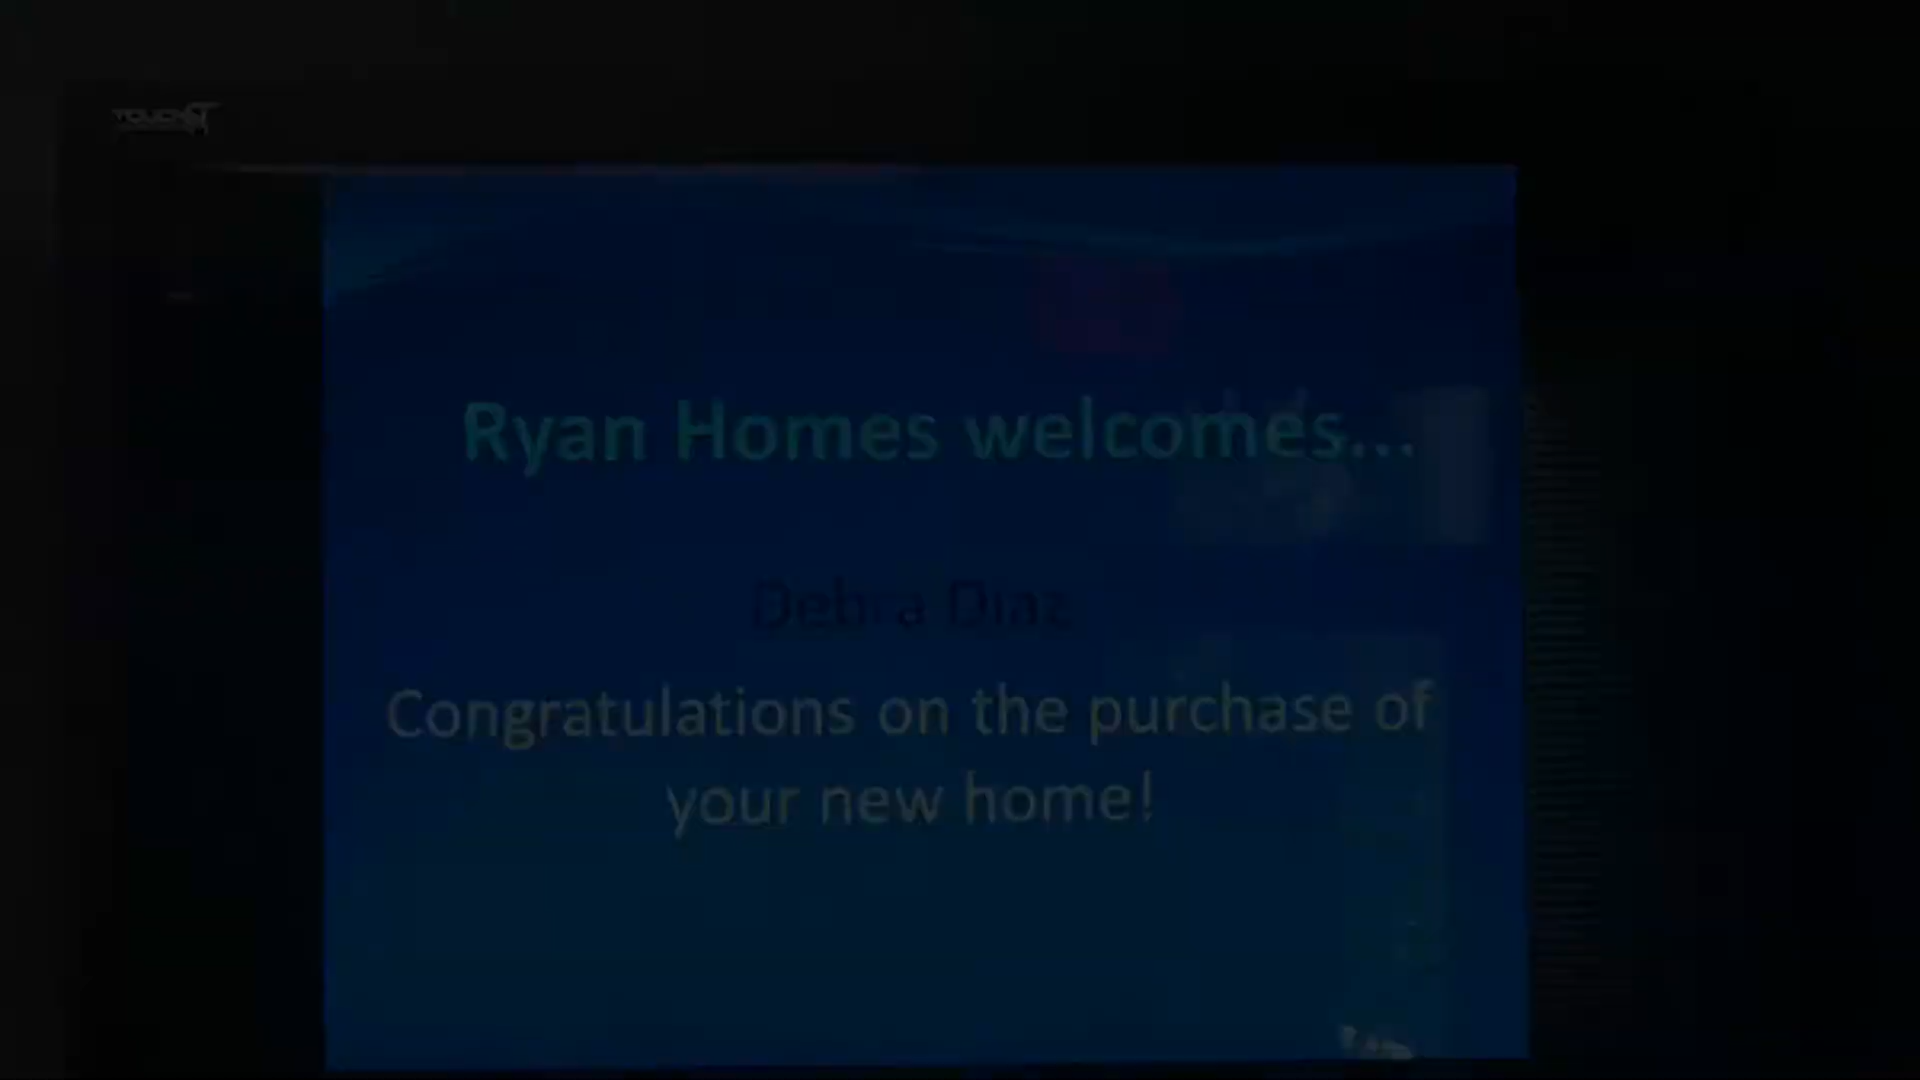 Ryan Homes welcomes...
Debra Diaz
Congratulations on the purchase of
your new home!